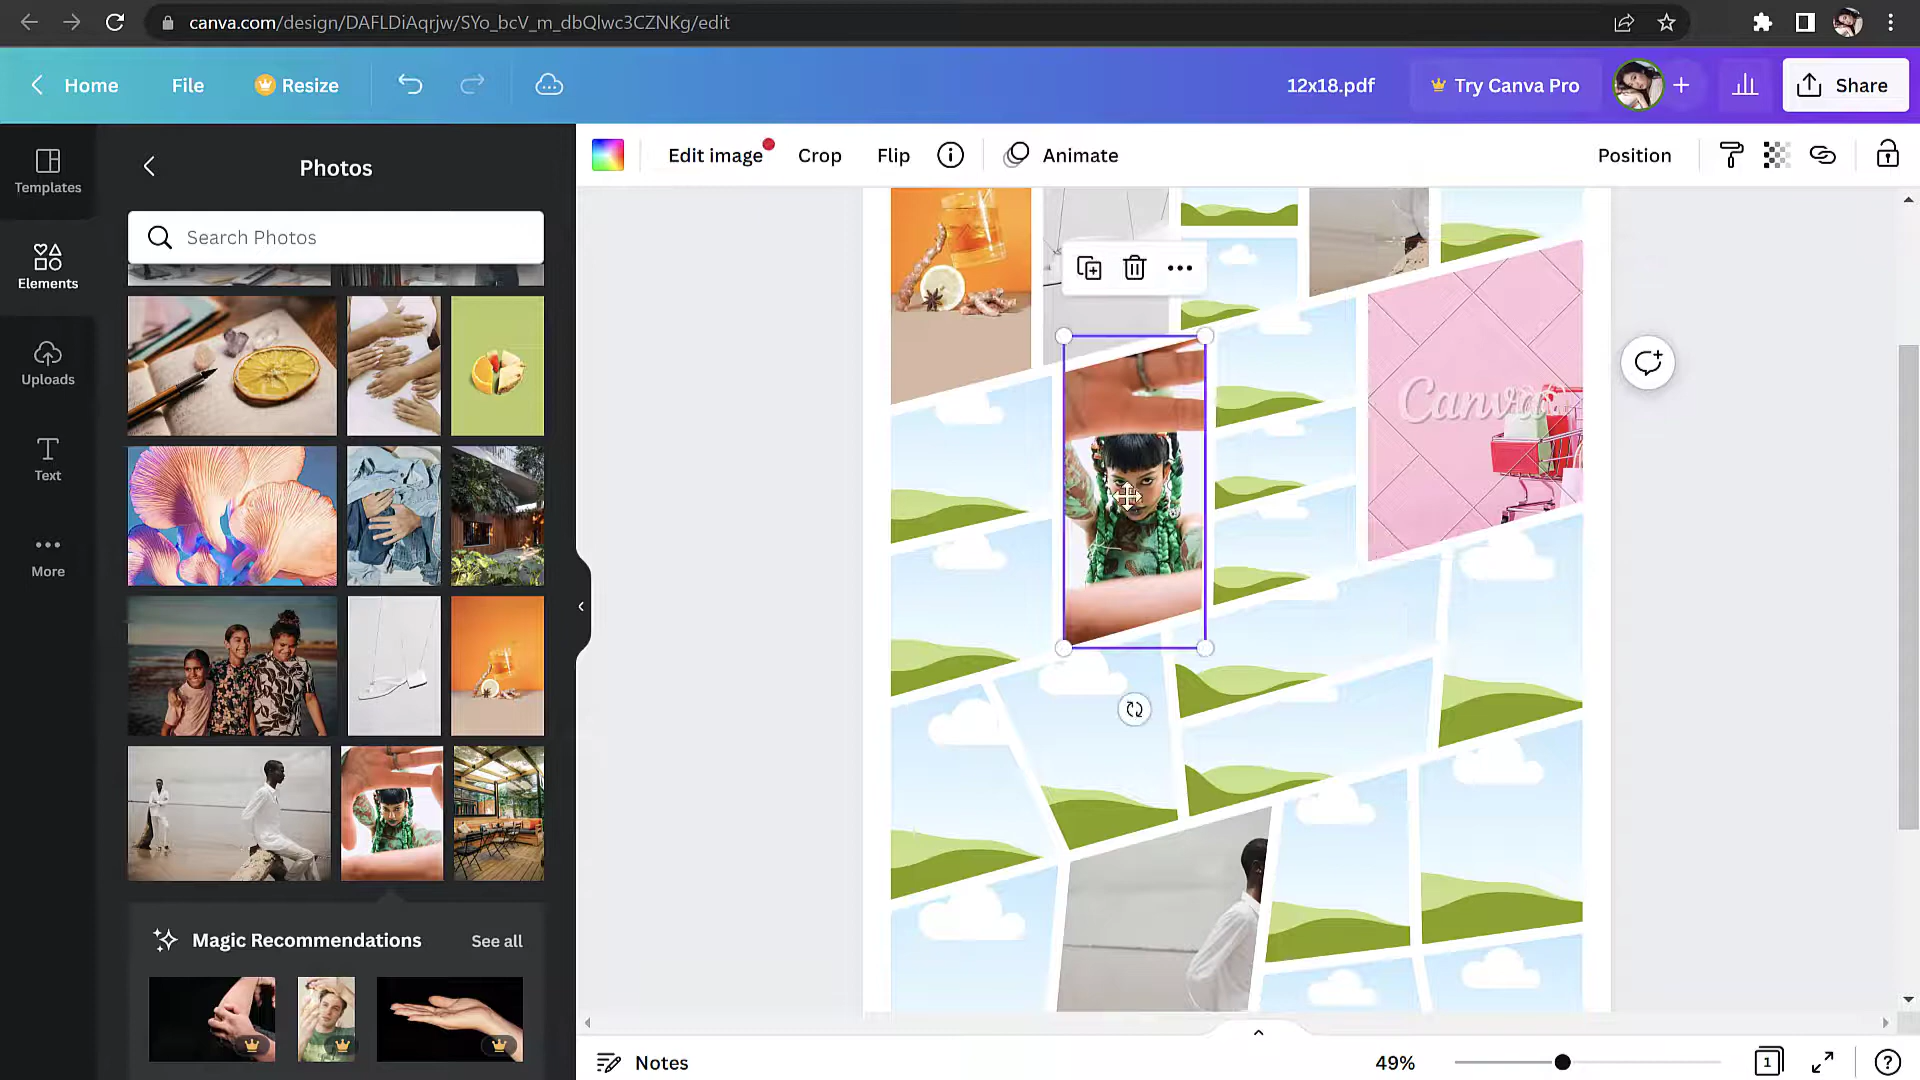 canva.com/design/DAFLDiAqrjw/SYo_bcV_m_dbQlwc3CZNKg/edit
Home
File
Resize
12x18.pdf
Try Canva Pro
Share
Templates
Elements
Uploads
Text
More
Photos
Search Photos
Magic Recommendations
See all
Edit image
Crop
Flip
Animate
Position
Canva
Notes
49%
1